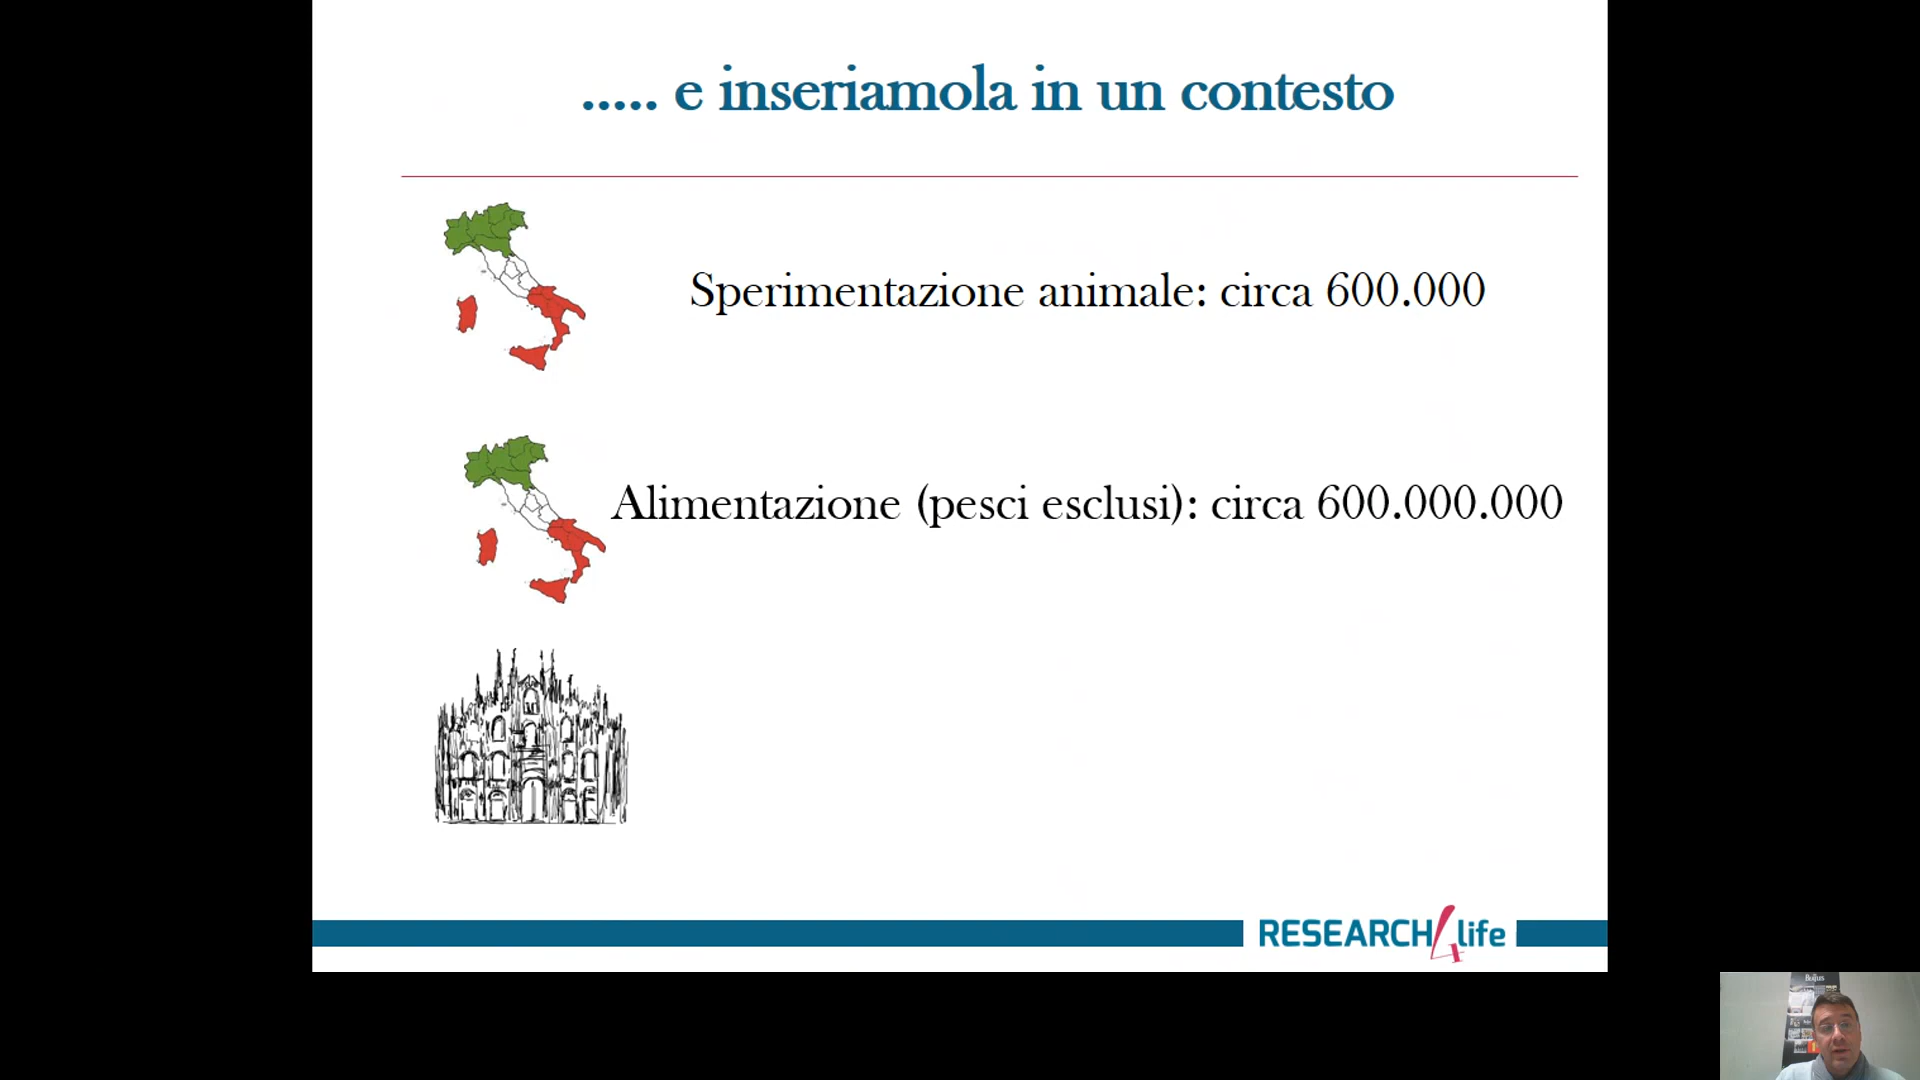 ..... e inseriamola in un contesto
Sperimentazione animale: circa 600.000
Alimentazione (pesci esclusi): circa 600.000.000
RESEARCH4life